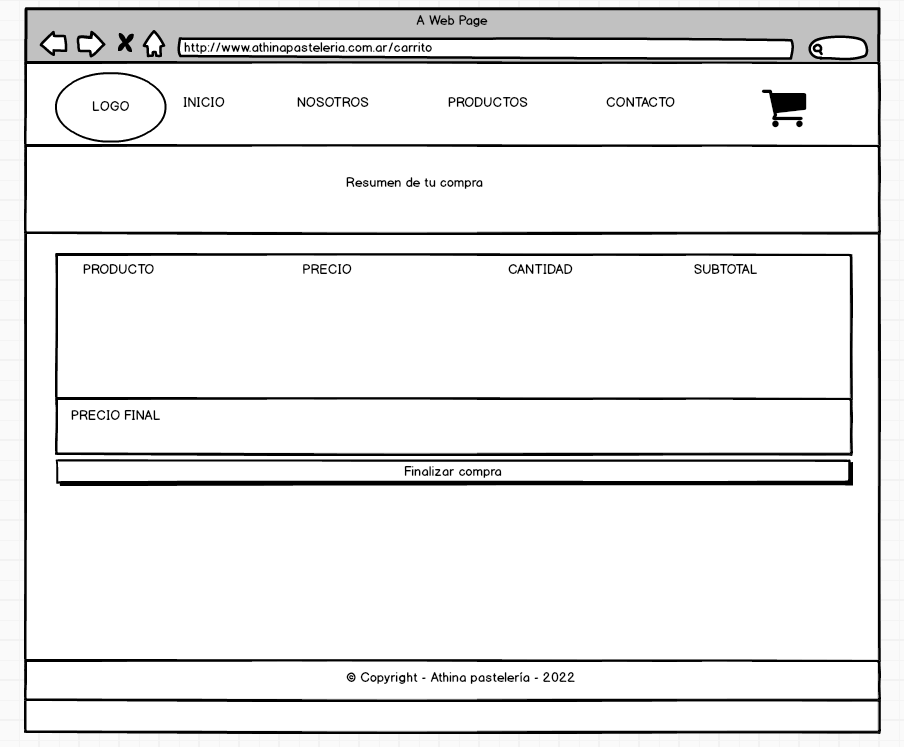 A Web Page
http://www.athinapasteleria.com.ar/carrito
LOGO INICIO NOSOTROS PRODUCTOS CONTACTO
Resumen de tu compra
PRODUCTO PRECIO CANTIDAD SUBTOTAL
PRECIO FINAL
Finalizar compra
© Copyright - Athina pastelería - 2022